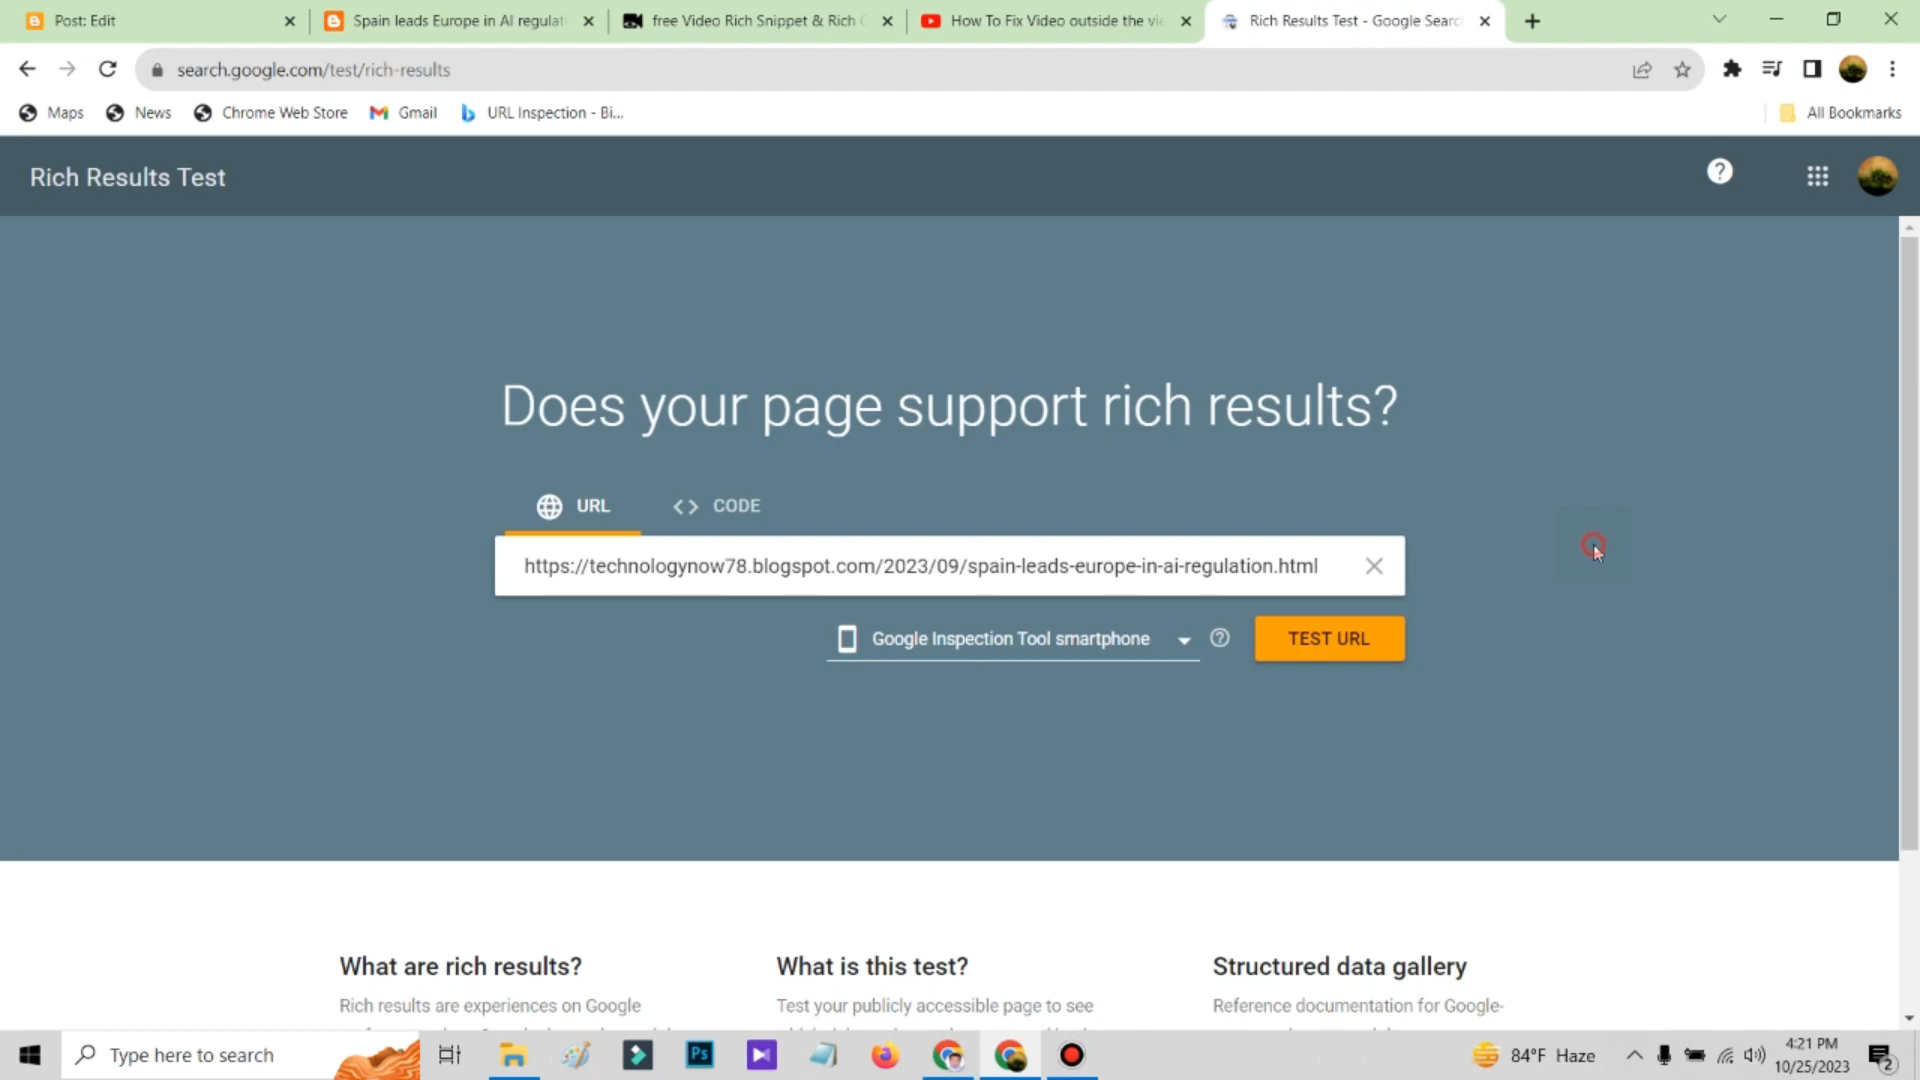 Post: Edit
Spain leads Europe in AI regulati
free Video Rich Snippet & Rich
How To Fix Video outside the vi
Rich Results Test - Google Searc
search.google.com/test/rich-results
Maps
News
Chrome Web Store
Gmail
URL Inspection - Bi...
All Bookmarks
Rich Results Test
Does your page support rich results?
URL
CODE
https://technologynow78.blogspot.com/2023/09/spain-leads-europe-in-ai-regulation.html
Google Inspection Tool smartphone
TEST URL
What are rich results?
What is this test?
Structured data gallery
Rich results are experiences on Google
Test your publicly accessible page to see
Reference documentation for Google-
Type here to search
Ps
84°F Haze
4:21 PM
10/25/2023
2